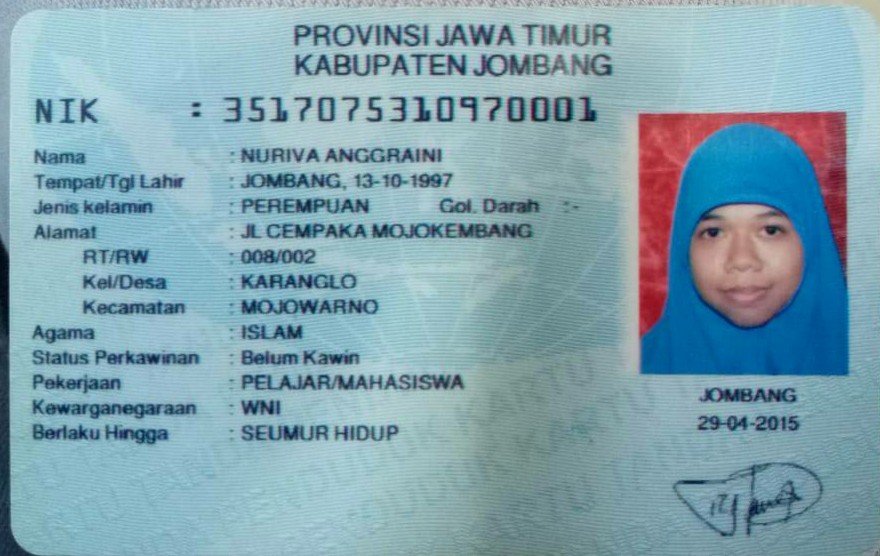 PROVINSI JAWA TIMUR
KABUPATEN JOMBANG
NIK : 3517075310970001
Nama : NURIVA ANGGRAINI
Tempat/Tgl Lahir : JOMBANG, 13-10-1997
Jenis kelamin : PEREMPUAN Gol. Darah :-
Alamat : JL CEMPAKA MOJOKEMBANG
RT/RW : 008/002
Kel/Desa : KARANGLO
Kecamatan : MOJOWARNO
Agama : ISLAM
Status Perkawinan : Belum Kawin
Pekerjaan : PELAJAR/MAHASISWA
Kewarganegaraan : WNI
Berlaku Hingga : SEUMUR HIDUP
JOMBANG
29-04-2015